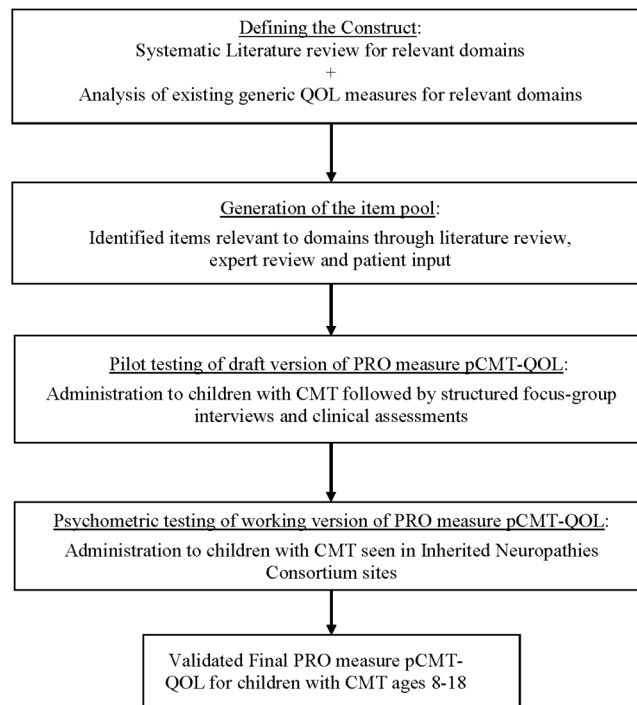 Defining the Construct:
Systematic Literature review for relevant domains
+
Analysis of existing generic QOL measures for relevant domains
Generation of the item pool:
Identified items relevant to domains through literature review,
expert review and patient input
Pilot testing of draft version of PRO measure pCMT-QOL:
Administration to children with CMT followed by structured focus-group
interviews and clinical assessments
Psychometric testing of working version of PRO measure pCMT-QOL:
Administration to children with CMT seen in Inherited Neuropathies
Consortium sites
Validated Final PRO measure pCMT-
QOL for children with CMT ages 8-18